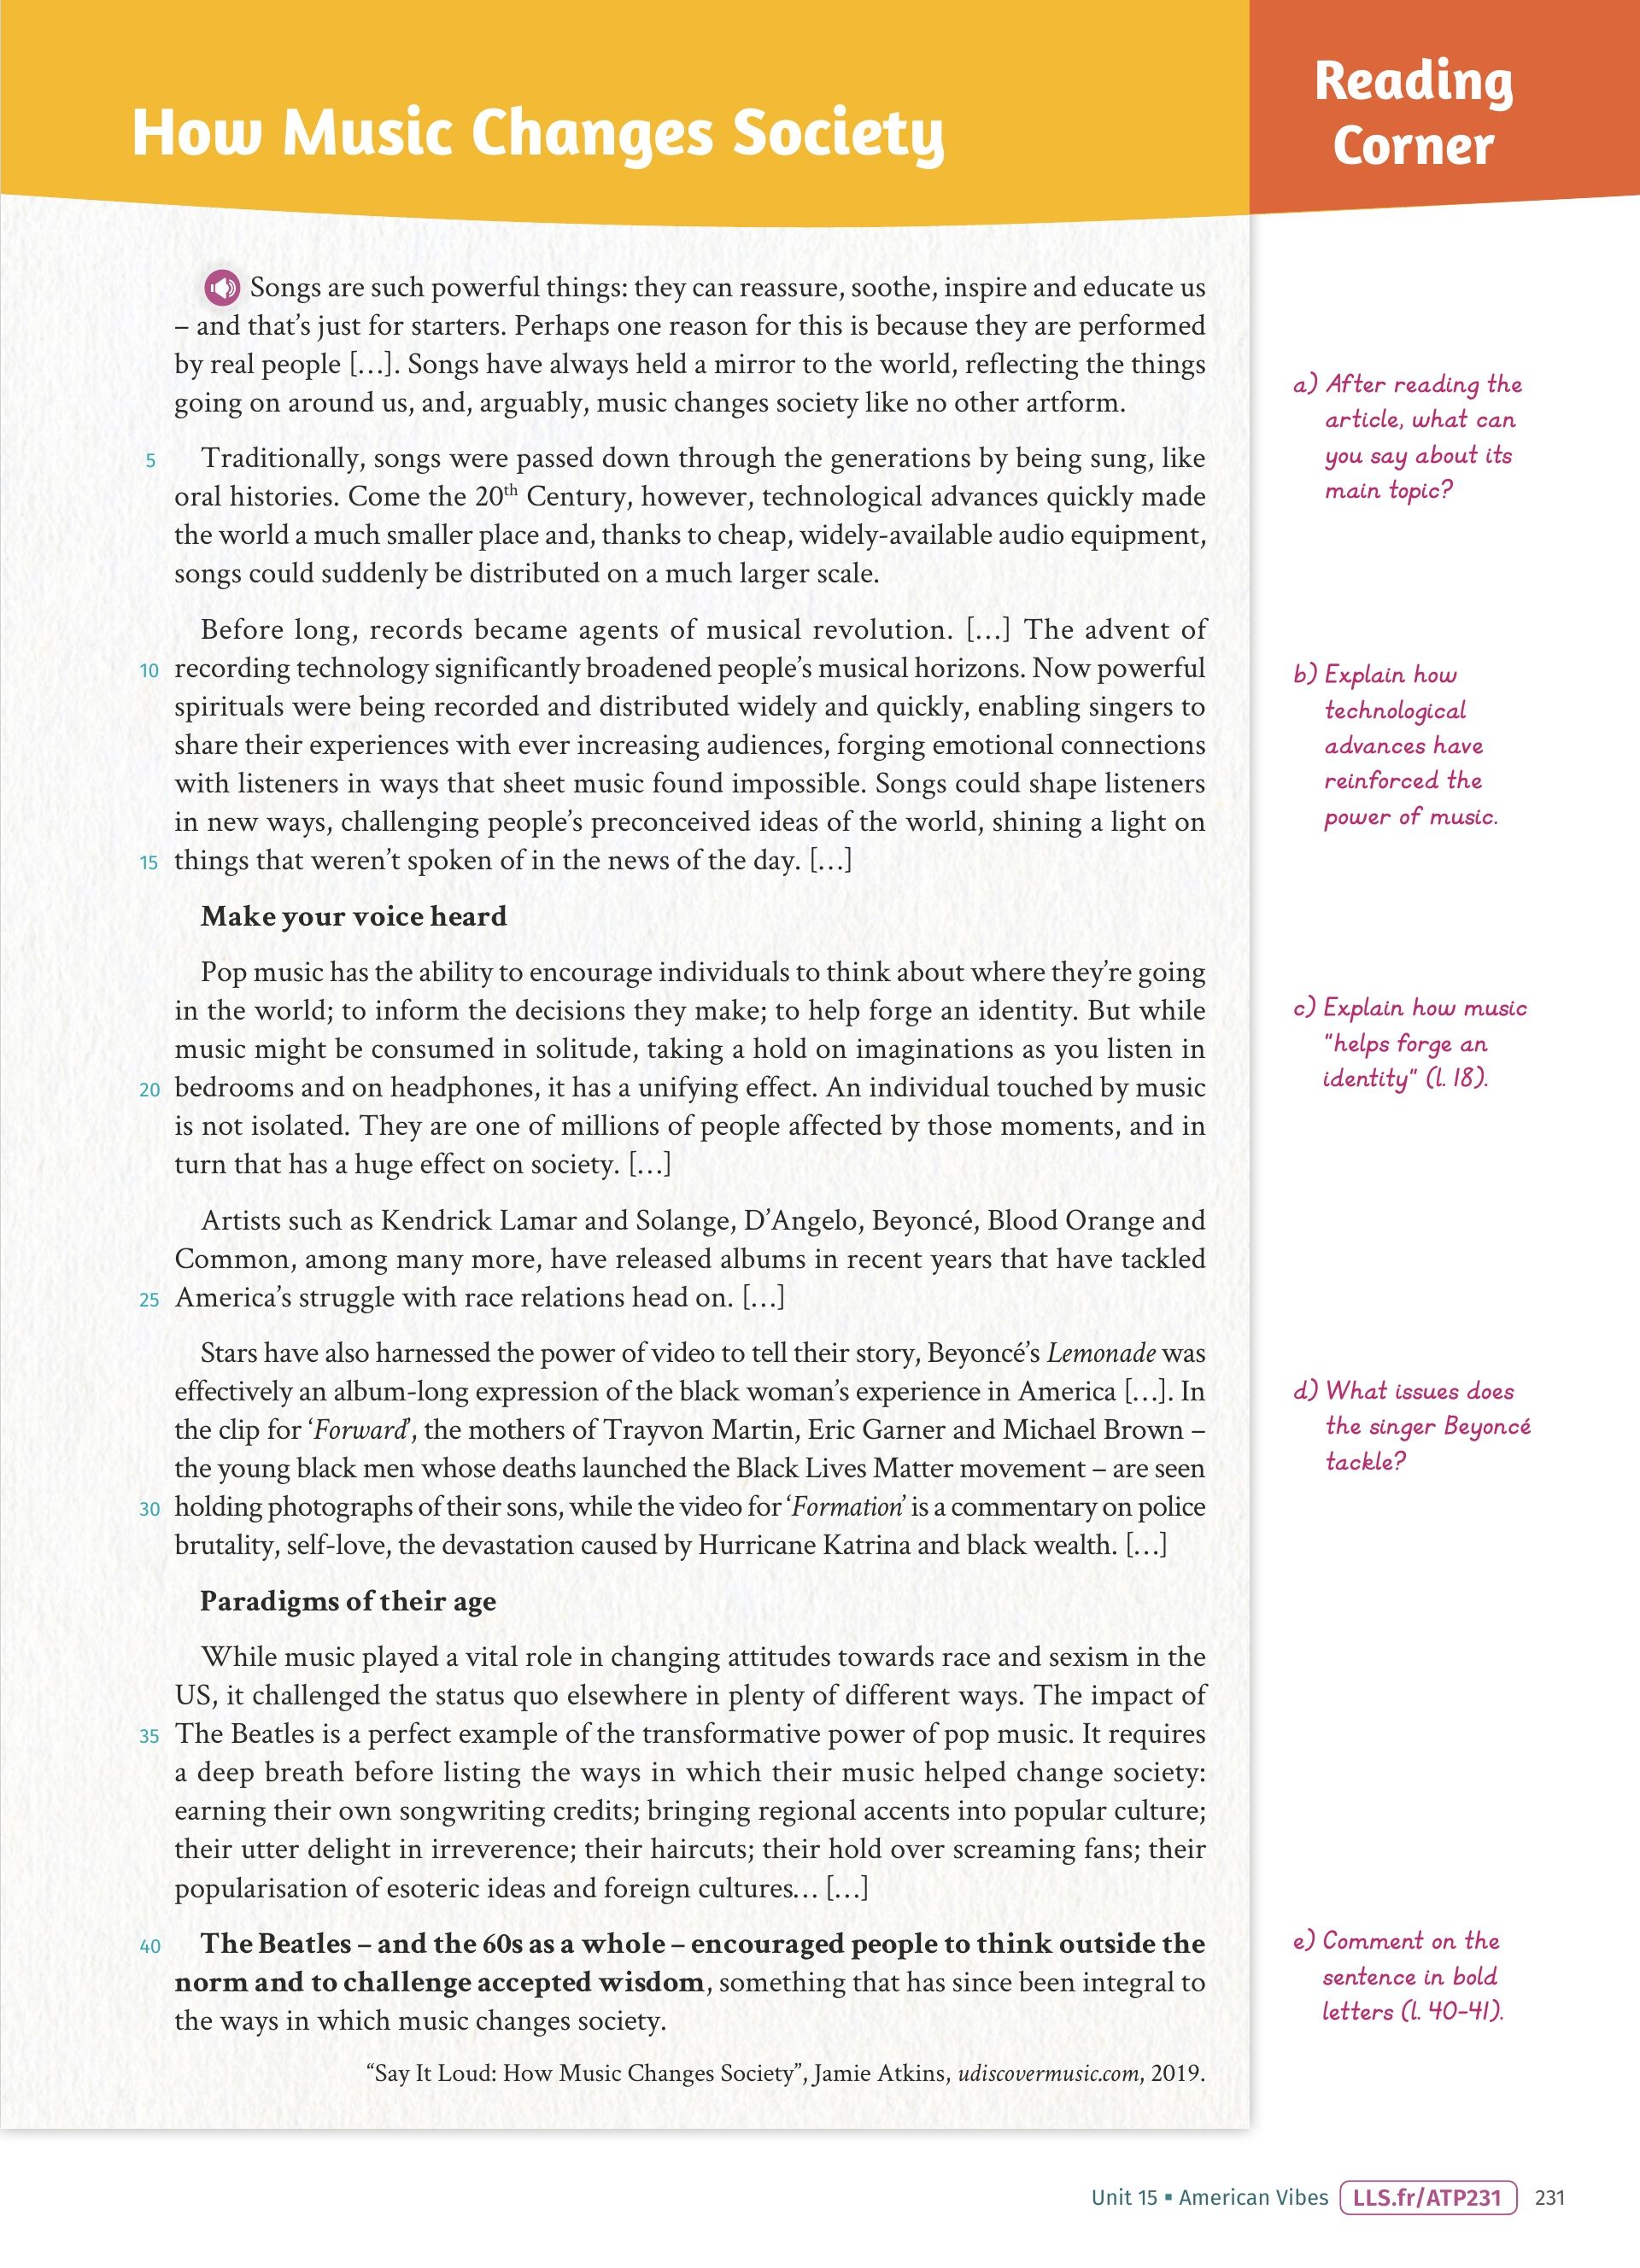 How Music Changes Society
Reading
Corner
Songs are such powerful things: they can reassure, soothe, inspire and educate us
– and that's just for starters. Perhaps one reason for this is because they are performed
by real people […]. Songs have always held a mirror to the world, reflecting the things
going on around us, and, arguably, music changes society like no other artform.
5 Traditionally, songs were passed down through the generations by being sung, like
oral histories. Come the 20th Century, however, technological advances quickly made
the world a much smaller place and, thanks to cheap, widely-available audio equipment,
songs could suddenly be distributed on a much larger scale.
Before long, records became agents of musical revolution. […] The advent of
10 recording technology significantly broadened people's musical horizons. Now powerful
spirituals were being recorded and distributed widely and quickly, enabling singers to
share their experiences with ever increasing audiences, forging emotional connections
with listeners in ways that sheet music found impossible. Songs could shape listeners
in new ways, challenging people's preconceived ideas of the world, shining a light on
15 things that weren't spoken of in the news of the day. […]
Make your voice heard
Pop music has the ability to encourage individuals to think about where they're going
in the world; to inform the decisions they make; to help forge an identity. But while
music might be consumed in solitude, taking a hold on imaginations as you listen in
20 bedrooms and on headphones, it has a unifying effect. An individual touched by music
is not isolated. They are one of millions of people affected by those moments, and in
turn that has a huge effect on society. […]
Artists such as Kendrick Lamar and Solange, D'Angelo, Beyoncé, Blood Orange and
Common, among many more, have released albums in recent years that have tackled
25 America's struggle with race relations head on. […]
Stars have also harnessed the power of video to tell their story, Beyoncé's Lemonade was
effectively an album-long expression of the black woman's experience in America […]. In
the clip for 'Forward', the mothers of Trayvon Martin, Eric Garner and Michael Brown –
the young black men whose deaths launched the Black Lives Matter movement – are seen
30 holding photographs of their sons, while the video for 'Formation' is a commentary on police
brutality, self-love, the devastation caused by Hurricane Katrina and black wealth. […]
Paradigms of their age
While music played a vital role in changing attitudes towards race and sexism in the
US, it challenged the status quo elsewhere in plenty of different ways. The impact of
35 The Beatles is a perfect example of the transformative power of pop music. It requires
a deep breath before listing the ways in which their music helped change society:
earning their own songwriting credits; bringing regional accents into popular culture;
their utter delight in irreverence; their haircuts; their hold over screaming fans; their
popularisation of esoteric ideas and foreign cultures… […]
40 The Beatles – and the 60s as a whole – encouraged people to think outside the
norm and to challenge accepted wisdom, something that has since been integral to
the ways in which music changes society.
"Say It Loud: How Music Changes Society", Jamie Atkins, udiscovermusic.com, 2019.
a) After reading the
article, what can
you say about its
main topic?
b) Explain how
technological
advances have
reinforced the
power of music.
c) Explain how music
"helps forge an
identity" (l. 18).
d) What issues does
the singer Beyoncé
tackle?
e) Comment on the
sentence in bold
letters (l. 40-41).
Unit 15 ▪ American Vibes LLS.fr/ATP231 231